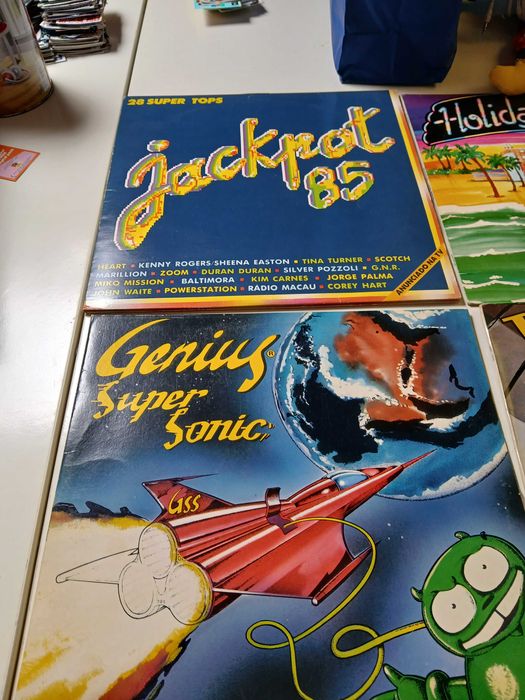 28 SUPER TOPS
jackpot
85
HEART • KENNY ROGERS/SHEENA EASTON • TINA TURNER • SCOTCH
MARILLION • ZOOM • DURAN DURAN • SILVER POZZOLI • G.N.R.
MIKO MISSION • BALTIMORA • KIM CARNES • JORGE PALMA
JOHN WAITE • POWERSTATION • RÁDIO MACAU • COREY HART
ANUNCIADO NA TV
Holida
Genius®
Super
Sonic
GSS